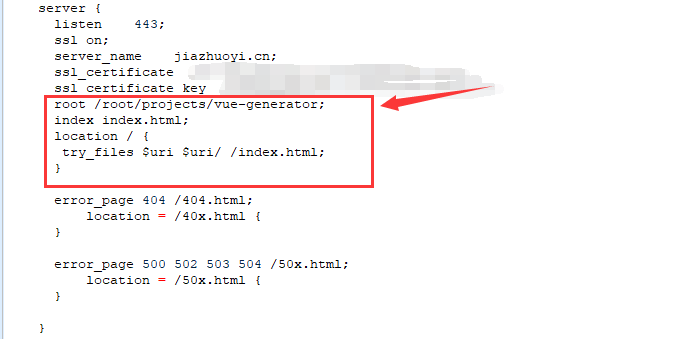 server {
listen 443;
ssl on;
server_name jiazhuoyi.cn;
ssl_certificate
ssl_certificate_key
root /root/projects/vue-generator;
index index.html;
location / {
try_files $uri $uri/ /index.html;
}
error_page 404 /404.html;
location = /40x.html {
}
error_page 500 502 503 504 /50x.html;
location = /50x.html {
}
}